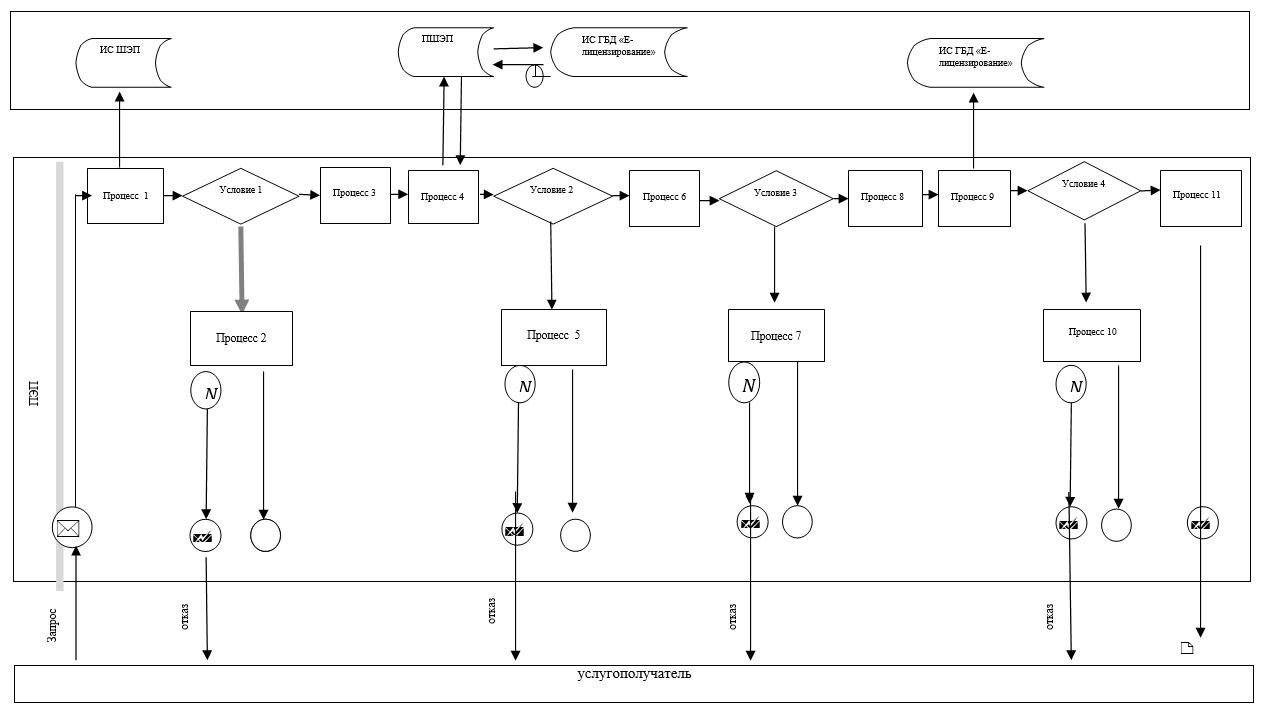 ИС ШЭП
ПШЭП
ИС ГБД «Е-
лицензирование»
ИС ГБД «Е-
лицензирование»
Процесс 1
Условие 1
Процесс 3
Процесс 4
Условие 2
Процесс 6
Условие 3
Процесс 8
Процесс 9
Условие 4
Процесс 11
Процесс 2
Процесс 5
Процесс 7
Процесс 10
ПЭП
N
N
N
N
Запрос
отказ
отказ
отказ
отказ
услугополучатель